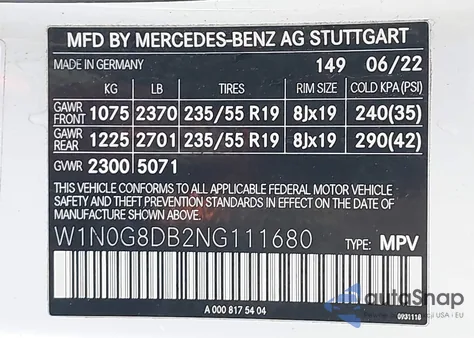 MFD BY MERCEDES-BENZ AG STUTTGART
MADE IN GERMANY 149 06/22
KG LB TIRES RIM SIZE COLD KPA (PSI)
GAWR FRONT 1075 2370 235/55 R19 8Jx19 240(35)
GAWR REAR 1225 2701 235/55 R19 8Jx19 290(42)
GVWR 2300 5071
THIS VEHICLE CONFORMS TO ALL APPLICABLE FEDERAL MOTOR VEHICLE
SAFETY AND THEFT PREVENTION STANDARDS IN EFFECT ON THE DATE
OF MANUFACTURE SHOWN ABOVE.
W1N0G8DB2NG111680 TYPE: MPV
A 000 817 54 04
0931118
autoAstap